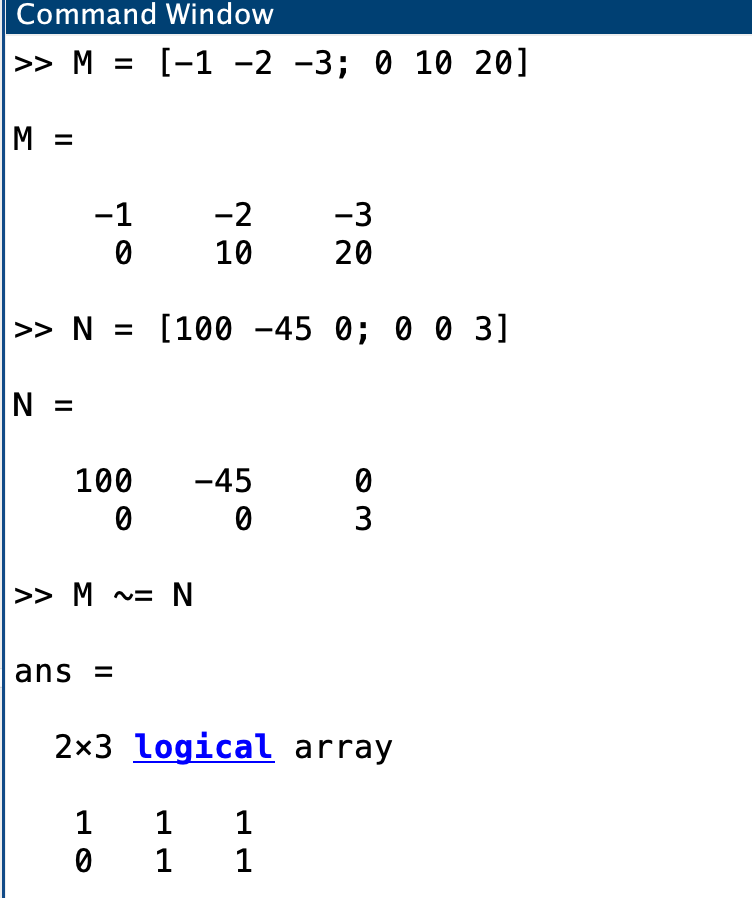 Command Window
>> M = [-1 -2 -3; 0 10 20]
M =
-1 -2 -3
0 10 20
>> N = [100 -45 0; 0 0 3]
N =
100 -45 0
0 0 3
>> M ~= N
ans =
2×3 logical array
1 1 1
0 1 1